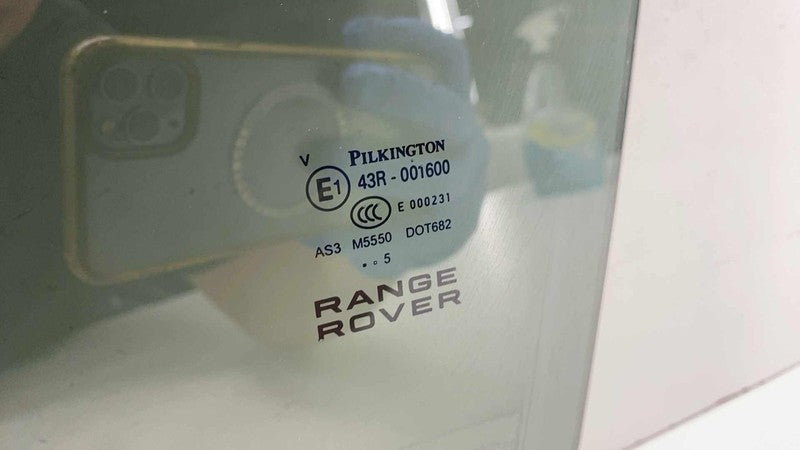 V PILKINGTON
E1 43R - 001600
CCC E 000231
AS3 M5550 DOT682
. ° 5
RANGE
ROVER